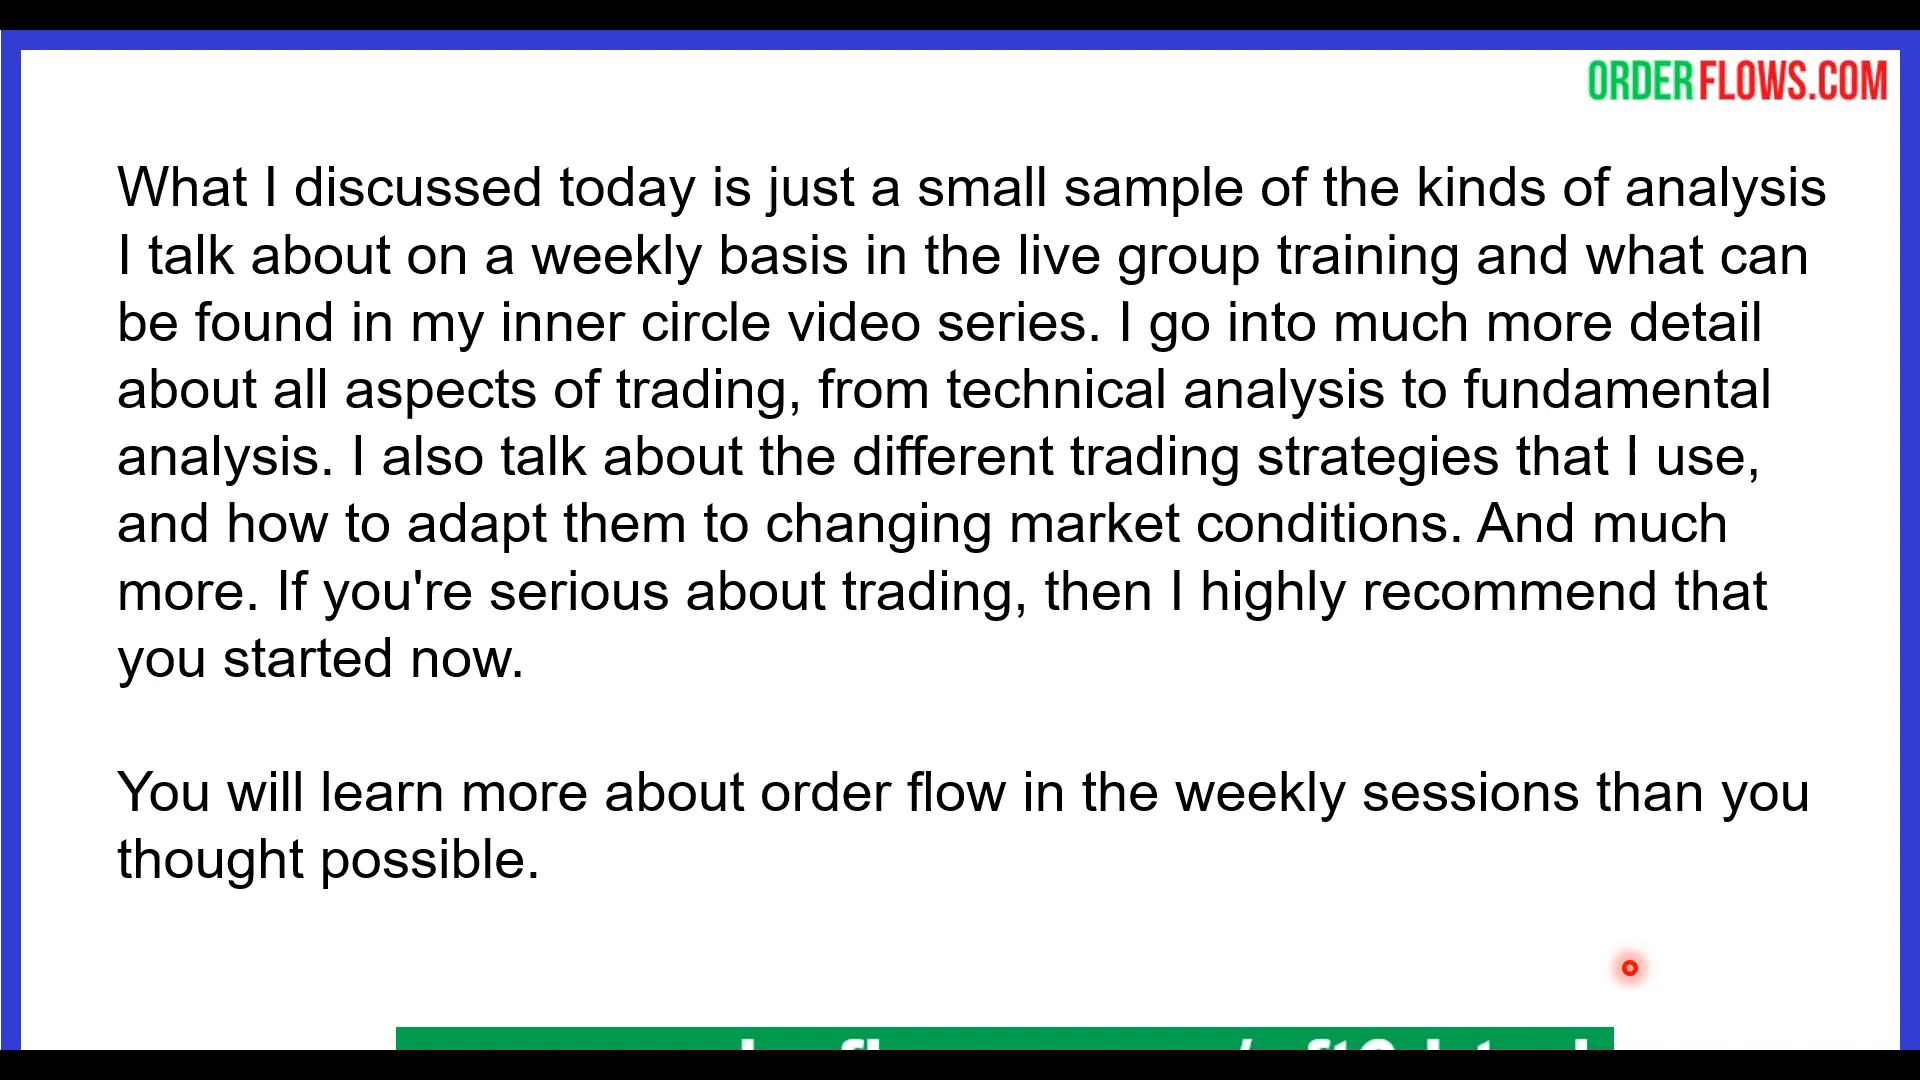 ORDERFLOWS.COM
What I discussed today is just a small sample of the kinds of analysis
I talk about on a weekly basis in the live group training and what can
be found in my inner circle video series. I go into much more detail
about all aspects of trading, from technical analysis to fundamental
analysis. I also talk about the different trading strategies that I use,
and how to adapt them to changing market conditions. And much
more. If you're serious about trading, then I highly recommend that
you started now.
You will learn more about order flow in the weekly sessions than you
thought possible.